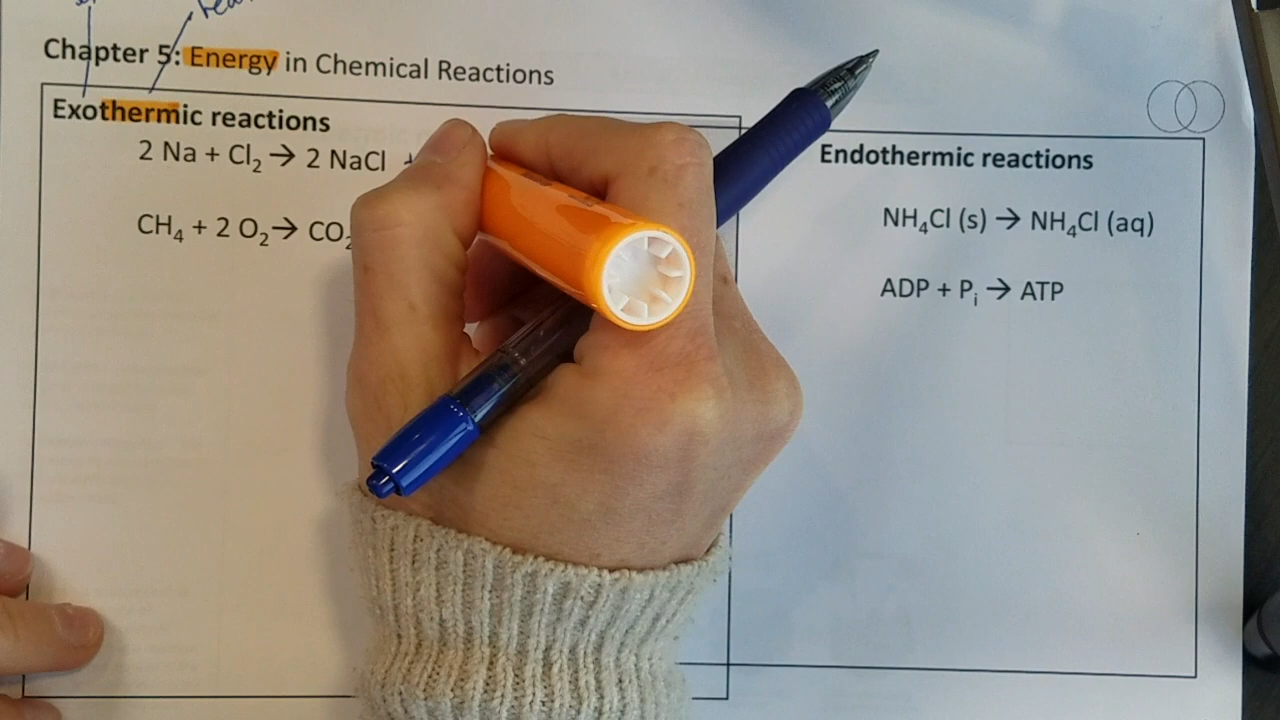 Chapter 5: Energy in Chemical Reactions
Exothermic reactions
2 Na + Cl₂ → 2 NaCl +
CH₄ + 2 O₂ → CO₂
Endothermic reactions
NH₄Cl (s) → NH₄Cl (aq)
ADP + Pᵢ → ATP